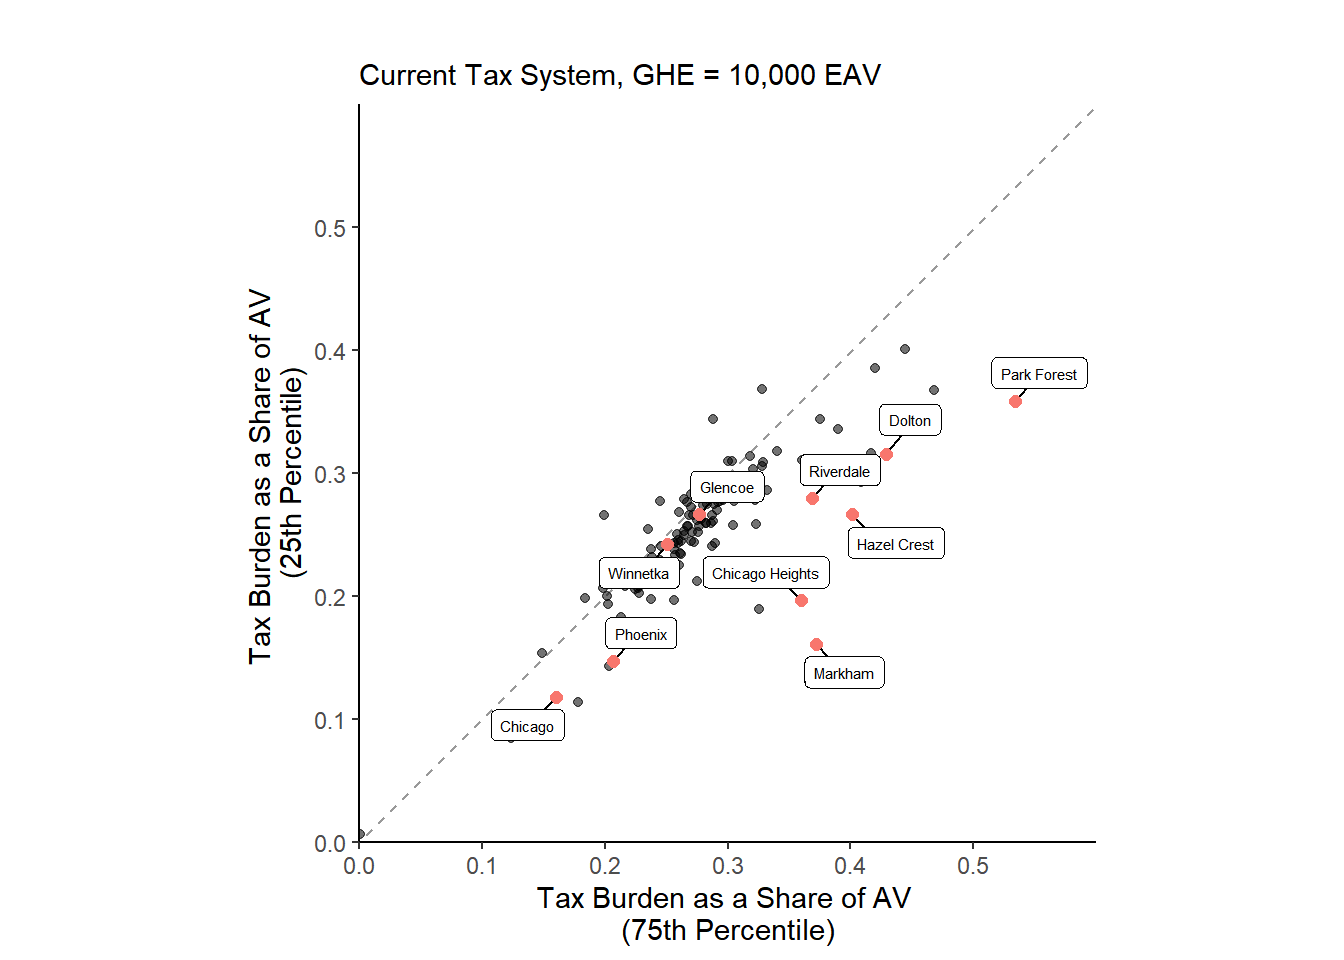 Current Tax System, GHE = 10,000 EAV
Tax Burden as a Share of AV
(25th Percentile)
0.5
0.4
0.3
0.2
0.1
0.0
Park Forest
Dolton
Riverdale
Glencoe
Hazel Crest
Winnetka
Chicago Heights
Phoenix
Markham
Chicago
0.0
0.1
0.2
0.3
0.4
0.5
Tax Burden as a Share of AV
(75th Percentile)